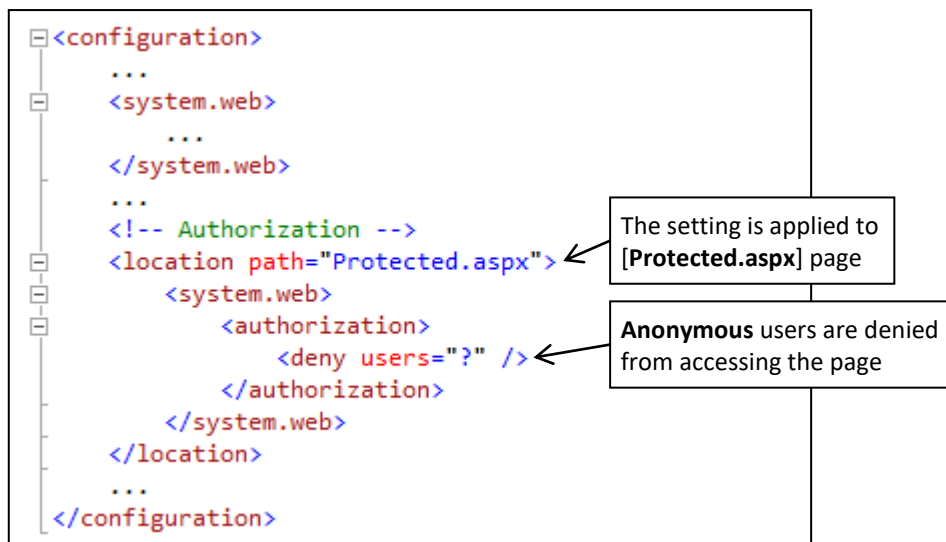 <configuration>
...
<system.web>
...
</system.web>
...
<!-- Authorization -->
<location path="Protected.aspx">
<system.web>
<authorization>
<deny users="?" />
</authorization>
</system.web>
</location>
...
</configuration>
The setting is applied to
[Protected.aspx] page
Anonymous users are denied
from accessing the page